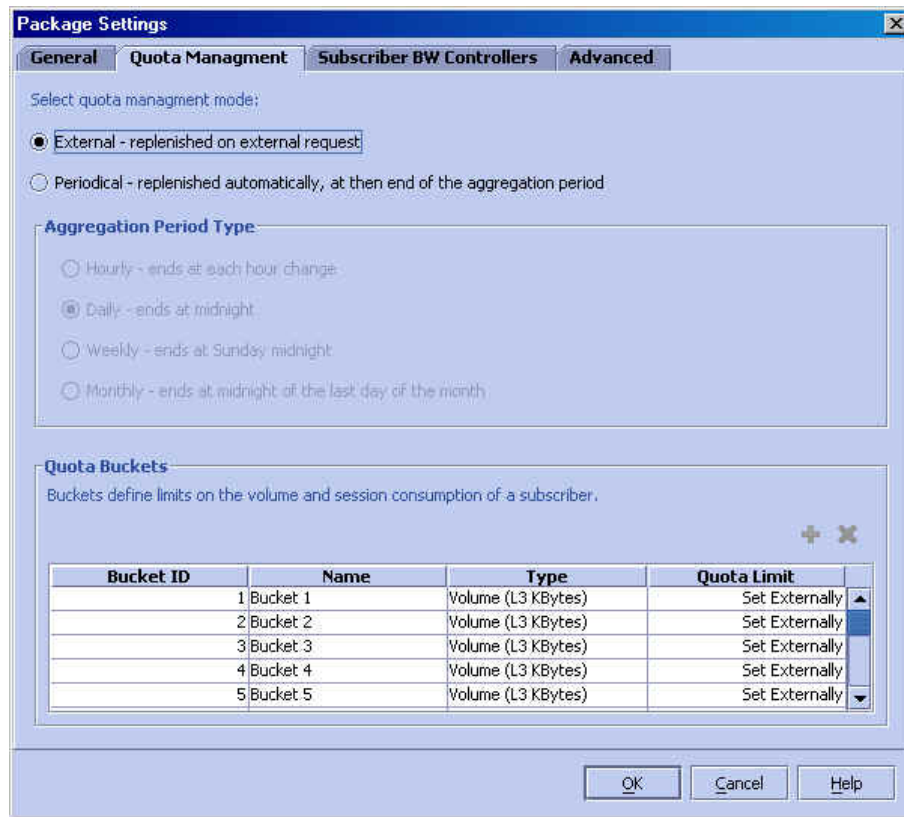 Package Settings
General Quota Managment Subscriber BW Controllers Advanced
Select quota managment mode:
External - replenished on external request
Periodical - replenished automatically, at then end of the aggregation period
Aggregation Period Type
Hourly - ends at each hour change
Daily - ends at midnight
Weekly - ends at Sunday midnight
Monthly - ends at midnight of the last day of the month
Quota Buckets
Buckets define limits on the volume and session consumption of a subscriber.
Bucket ID Name Type Quota Limit
1 Bucket 1 Volume (L3 KBytes) Set Externally
2 Bucket 2 Volume (L3 KBytes) Set Externally
3 Bucket 3 Volume (L3 KBytes) Set Externally
4 Bucket 4 Volume (L3 KBytes) Set Externally
5 Bucket 5 Volume (L3 KBytes) Set Externally
OK Cancel Help